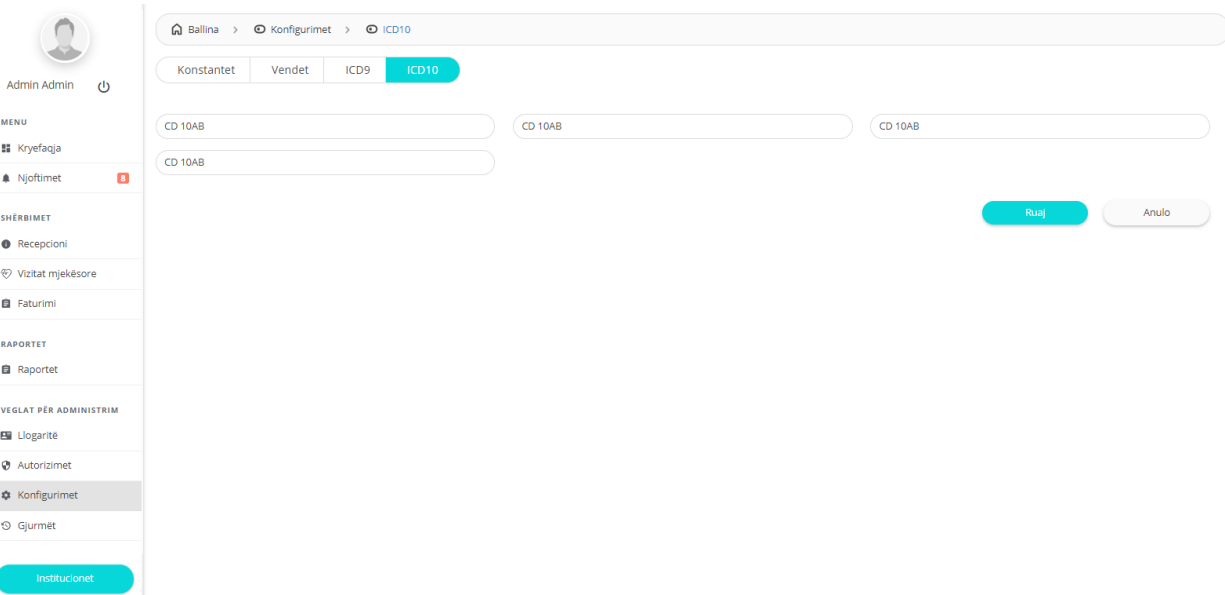 Admin Admin
MENU
Kryefaqja
Njoftimet 8
SHËRBIMET
Recepcioni
Vizitat mjekësore
Faturimi
RAPORTET
Raportet
VEGLAT PËR ADMINISTRIM
Llogaritë
Autorizimet
Konfigurimet
Gjurmët
Institucionet
Ballina > Konfigurimet > ICD10
Konstantet Vendet ICD9 ICD10
CD 10AB CD 10AB CD 10AB
CD 10AB
Ruaj Anulo